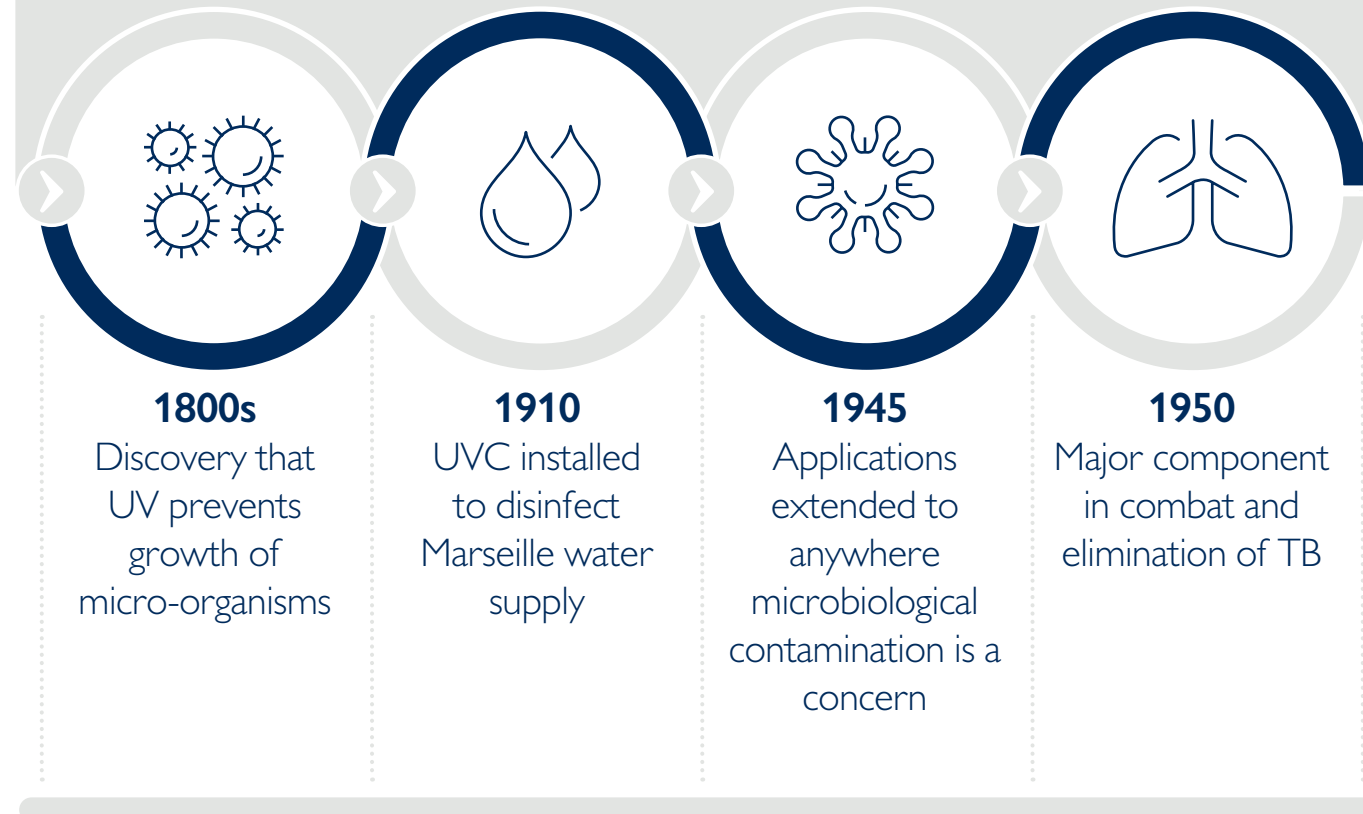 1800s
Discovery that
UV prevents
growth of
micro-organisms
1910
UVC installed
to disinfect
Marseille water
supply
1945
Applications
extended to
anywhere
microbiological
contamination is a
concern
1950
Major component
in combat and
elimination of TB